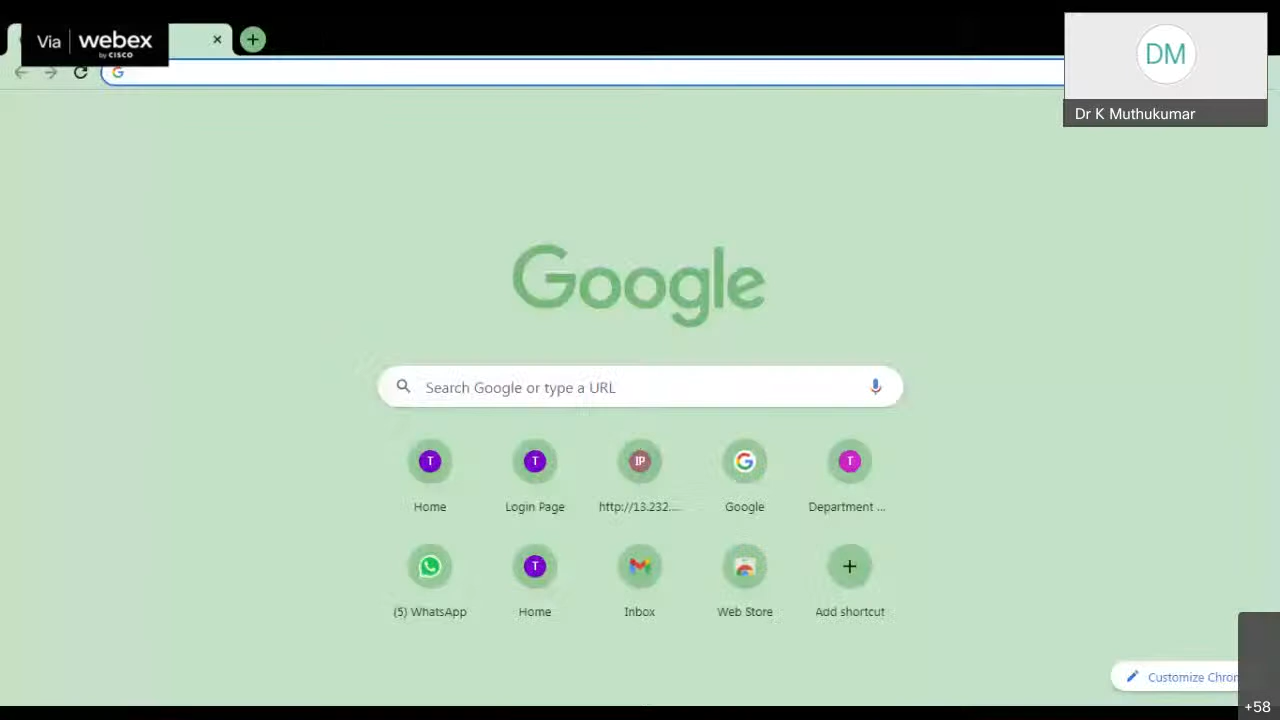 Via webex
by CISCO
DM
Dr K Muthukumar
Google
Search Google or type a URL
T T IP G T
Home Login Page http://13.232.... Google Department ...
T
(5) WhatsApp Home Inbox Web Store Add shortcut
Customize Chron
+58